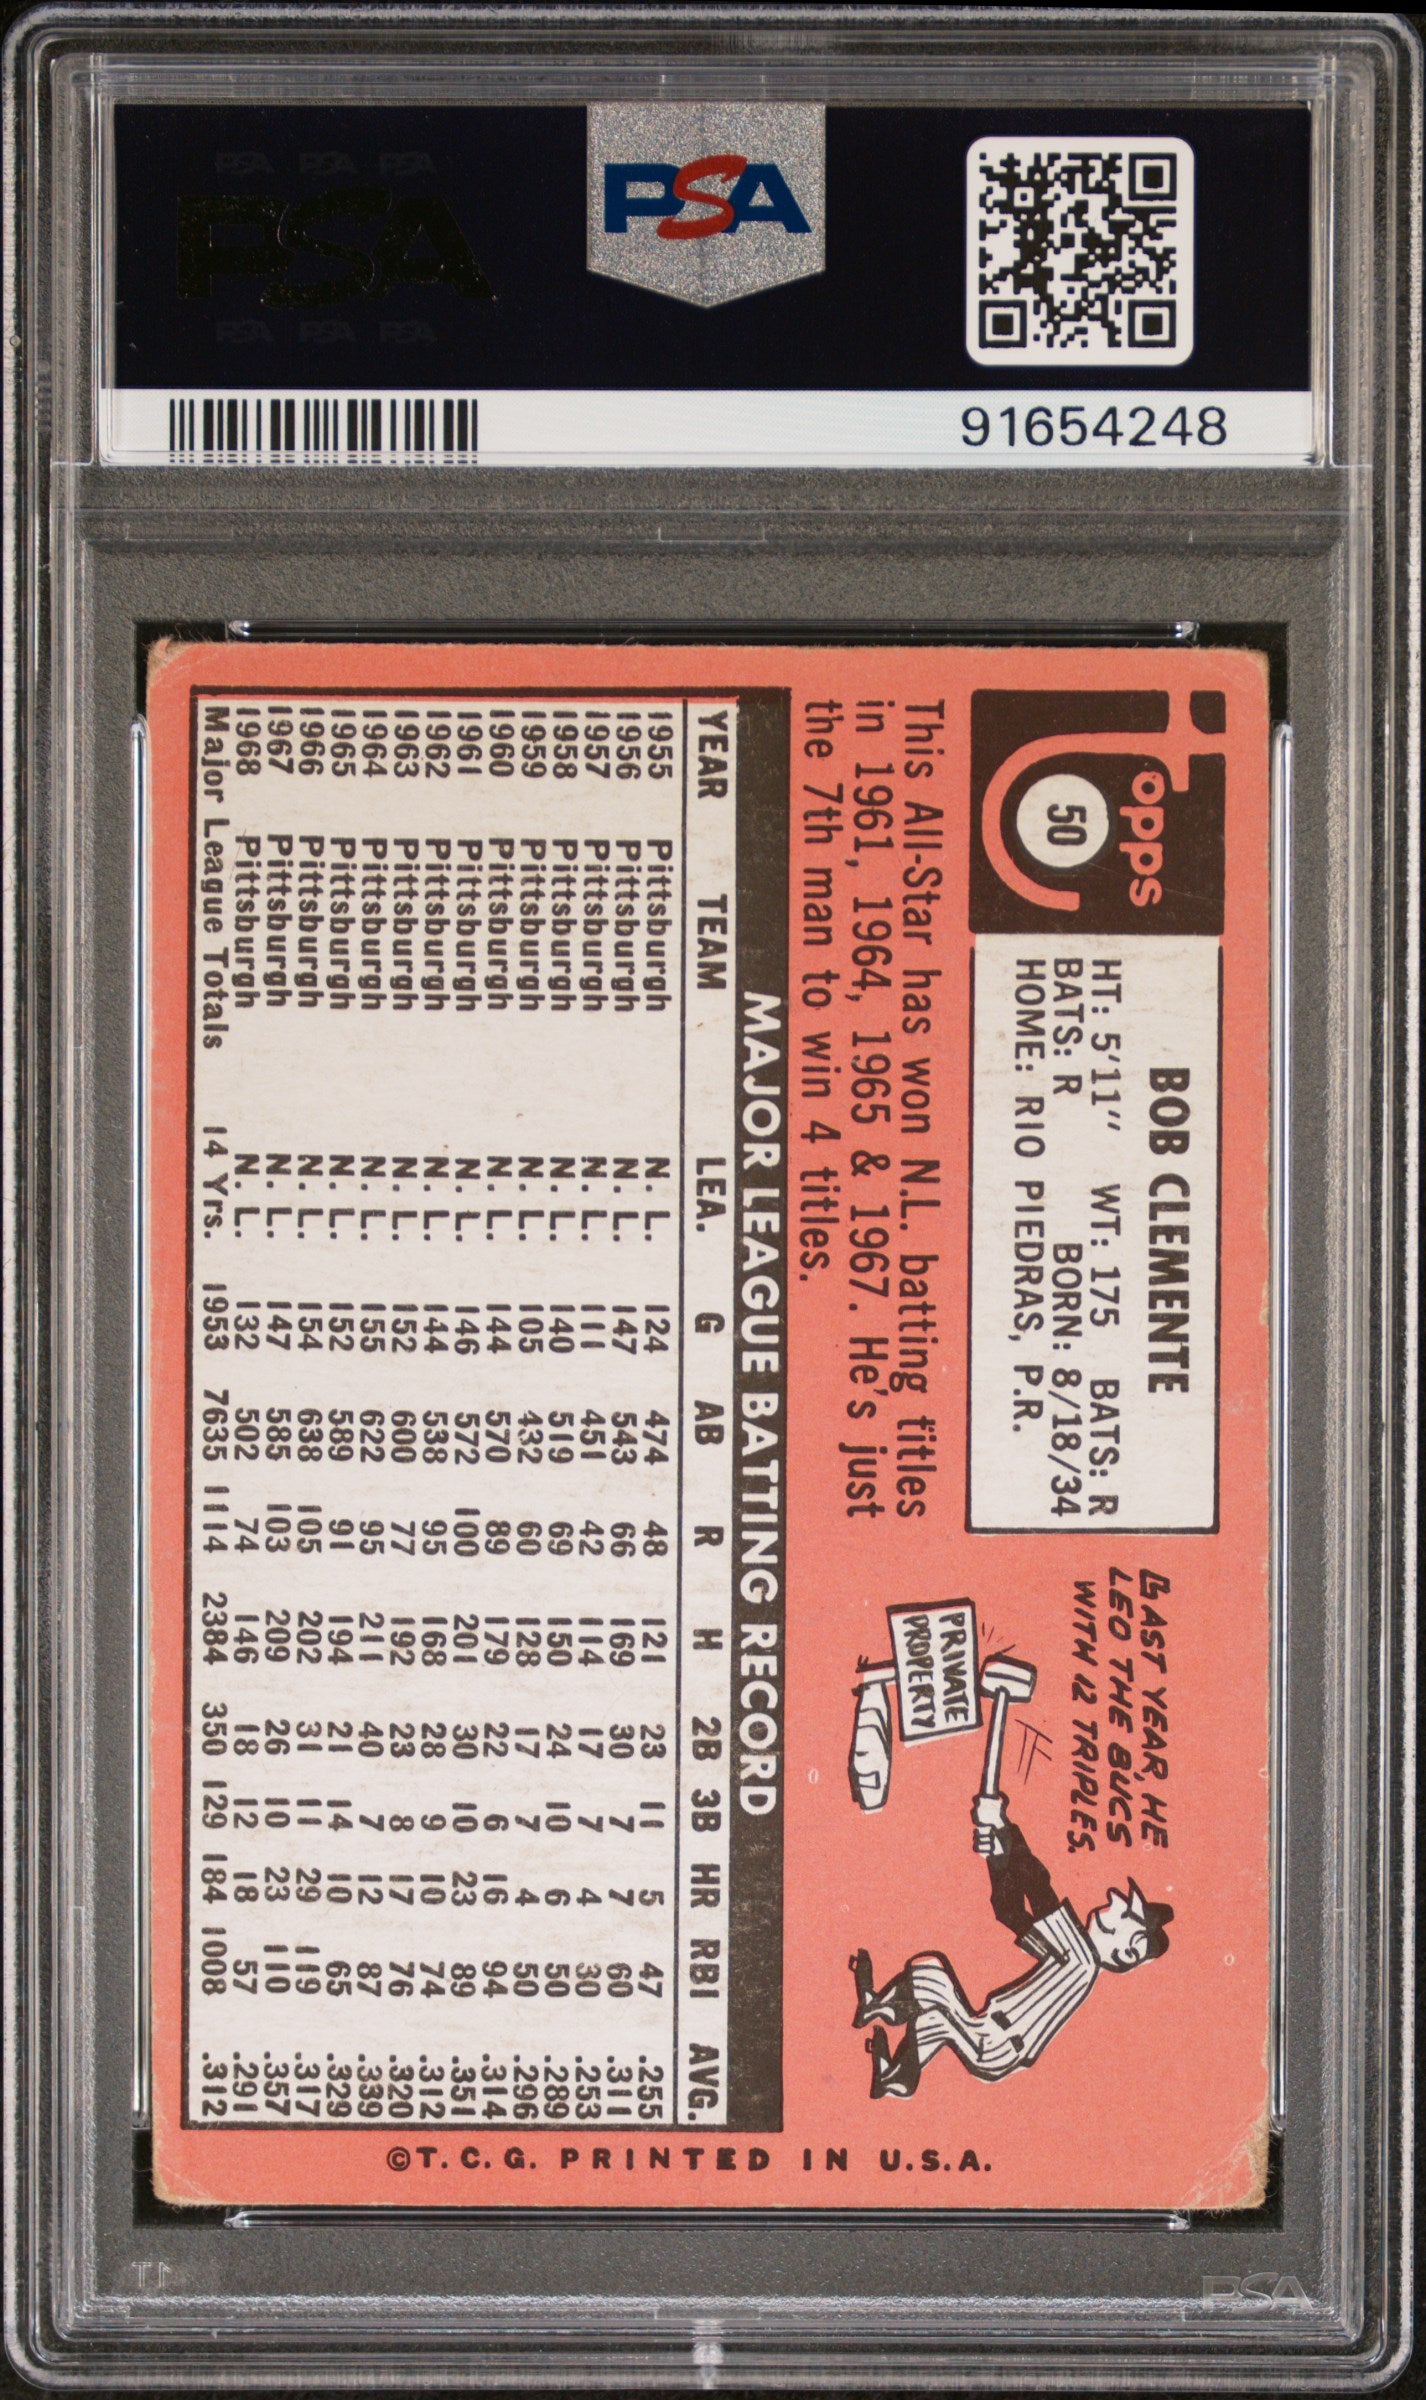 PSA PSA PSA
PSA
PSA PSA PSA
PSA
91654248
Topps
50
BOB CLEMENTE
HT: 5'11" WT: 175 BATS: R
BATS: R BORN: 8/18/34
HOME: RIO PIEDRAS, P.R.
LAST YEAR, HE
LED THE BUCS
WITH 12 TRIPLES.
PRIVATE
PROPERTY
This All-Star has won N.L. batting titles
in 1961, 1964, 1965 & 1967. He's just
the 7th man to win 4 titles.
MAJOR LEAGUE BATTING RECORD
YEAR TEAM LEA. G AB R H 2B 3B HR RBI AVG.
1955 Pittsburgh N. L. 124 474 48 121 23 11 5 47 .255
1956 Pittsburgh N. L. 147 543 66 169 30 7 7 60 .311
1957 Pittsburgh N. L. 111 451 42 114 17 7 4 30 .253
1958 Pittsburgh N. L. 140 519 69 150 24 10 6 50 .289
1959 Pittsburgh N. L. 105 432 60 128 17 7 4 50 .296
1960 Pittsburgh N. L. 144 570 89 179 22 6 16 94 .314
1961 Pittsburgh N. L. 146 572 100 201 30 10 23 89 .351
1962 Pittsburgh N. L. 144 538 95 168 28 9 10 74 .312
1963 Pittsburgh N. L. 152 600 77 192 23 8 17 76 .320
1964 Pittsburgh N. L. 155 622 95 211 40 7 12 87 .339
1965 Pittsburgh N. L. 152 589 91 194 21 14 10 65 .329
1966 Pittsburgh N. L. 154 638 105 202 31 11 29 119 .317
1967 Pittsburgh N. L. 147 585 103 209 26 10 23 110 .357
1968 Pittsburgh N. L. 132 502 74 146 18 12 18 57 .291
Major League Totals 14 Yrs. 1953 7635 1114 2384 350 129 184 1008 .312
©T.C.G. PRINTED IN U.S.A.
PSA